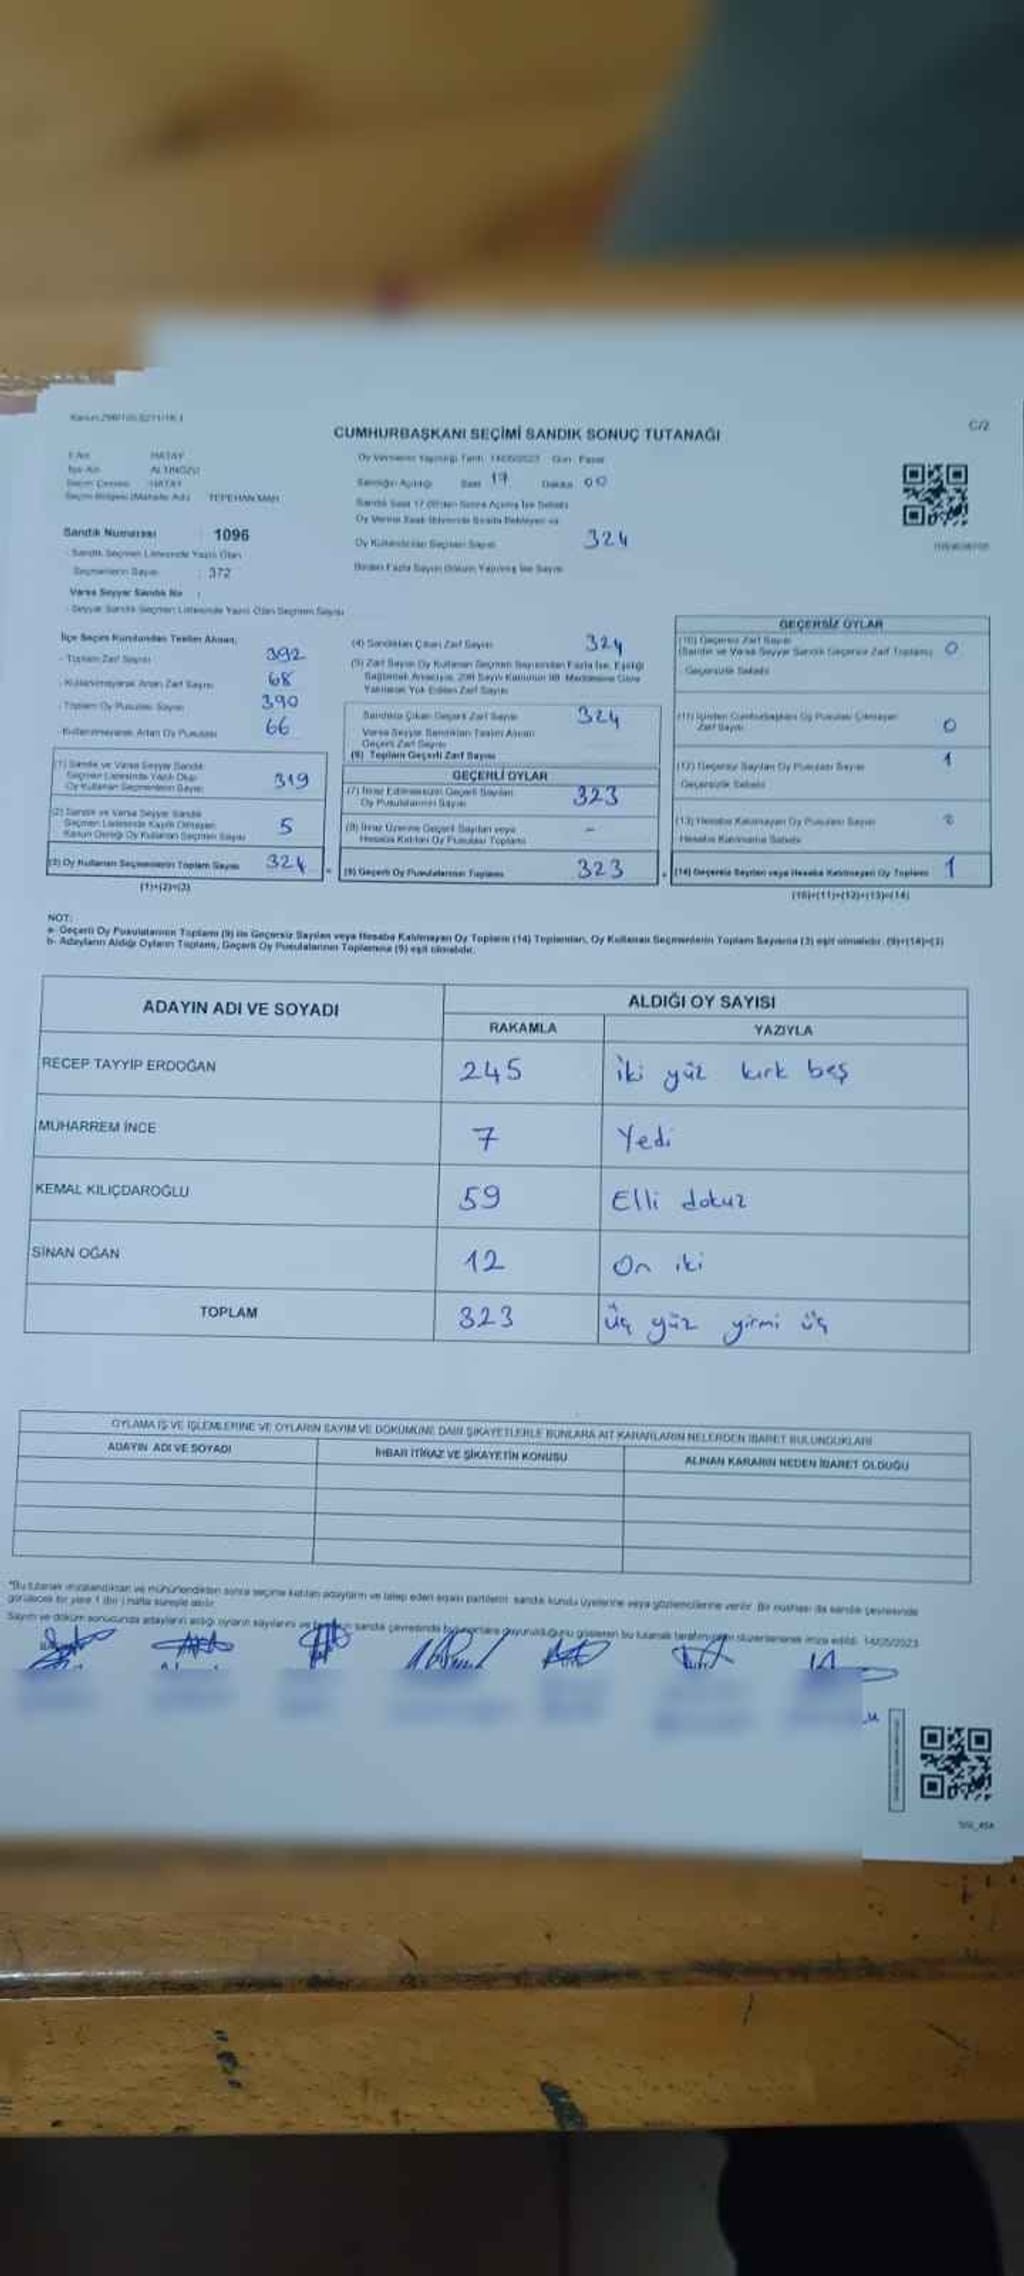 C/2
CUMHURBAŞKANI SEÇİMİ SANDIK SONUÇ TUTANAĞI
İl Adı HATAY
İlçe Adı ALTINÖZÜ
Seçim Çevresi HATAY
Seçim Bölgesi (Mahalle Adı) TEPEHAN MAH.
Oy Vermenin Yapıldığı Tarih 14/05/2023 Gün Pazar
Sandığın Açıldığı Saat 17 Dakika 00
Sandık Saat 17.00'den Sonra Açılmış İse Sebebi
Oy Kullandırılan Seçmen Sayısı 324
Birden Fazla Sayım Döküm Yapılmış İse Sayısı
Sandık Numarası : 1096
Sandık Seçmen Listesinde Yazılı Olan
Seçmenlerin Sayısı : 372
Varsa Seyyar Sandık No :
- Seyyar Sandık Seçmen Listesinde Yazılı Olan Seçmen Sayısı
İlçe Seçim Kurulundan Teslim Alınan;
- Toplam Zarf Sayısı 392
- Kullanılmayarak Artan Zarf Sayısı 68
- Toplam Oy Pusulası Sayısı 390
- Kullanılmayarak Artan Oy Pusulası 66
(1) Sandık ve Varsa Seyyar Sandık
Seçmen Listesinde Yazılı Olup
Oy Kullanan Seçmenlerin Sayısı 319
(2) Sandık ve Varsa Seyyar Sandık
Seçmen Listesinde Kaydı Olmayan
Kanun Gereği Oy Kullanan Seçmen Sayısı 5
(3) Oy Kullanan Seçmenlerin Toplam Sayısı 324
(1)+(2)=(3)
(4) Sandıktan Çıkan Zarf Sayısı 324
(5) Zarf Sayısı Oy Kullanan Seçmen Sayısından Fazla İse, Eşitliği
Sağlamak Amacıyla, 298 Sayılı Kanunun 98. Maddesine Göre
Yakılarak Yok Edilen Zarf Sayısı
Sandıkta Çıkan Geçerli Zarf Sayısı 324
Varsa Seyyar Sandıktan Teslim Alınan
Geçerli Zarf Sayısı
(6) Toplam Geçerli Zarf Sayısı
GEÇERLİ OYLAR
(7) İtiraz Edilmeksizin Geçerli Sayılan
Oy Pusulalarının Sayısı 323
(8) İtiraz Üzerine Geçerli Sayılan veya
Hesaba Katılan Oy Pusulası Toplamı -
(9) Geçerli Oy Pusulalarının Toplamı 323
GEÇERSİZ OYLAR
(10) Geçersiz Zarf Sayısı
(Sandık ve Varsa Seyyar Sandık Geçersiz Zarf Toplamı) 0
Geçersizlik Sebebi
(11) İçinden Cumhurbaşkanı Oy Pusulası Çıkmayan
Zarf Sayısı 0
(12) Geçersiz Sayılan Oy Pusulası Sayısı 1
Geçersizlik Sebebi
(13) Hesaba Katılmayan Oy Pusulası Sayısı
Hesaba Katılmama Sebebi
(14) Geçersiz Sayılan veya Hesaba Katılmayan Oy Toplamı 1
(10)+(11)+(12)+(13)=(14)
NOT:
a- Geçerli Oy Pusulalarının Toplamı (9) ile Geçersiz Sayılan veya Hesaba Katılmayan Oy Toplamı (14) Toplamları, Oy Kullanan Seçmenlerin Toplam Sayısına (3) eşit olmalıdır. (9)+(14)=(3)
b- Adayların Aldığı Oyların Toplamı, Geçerli Oy Pusulalarının Toplamına (9) eşit olmalıdır.
ADAYIN ADI VE SOYADI
ALDIĞI OY SAYISI
RAKAMLA YAZIYLA
RECEP TAYYİP ERDOĞAN 245 iki yüz kırk beş
MUHARREM İNCE 7 Yedi
KEMAL KILIÇDAROĞLU 59 Elli dokuz
SİNAN OĞAN 12 On iki
TOPLAM 323 Üç yüz yirmi üç
OYLAMA İŞ VE İŞLEMLERİNE VE OYLARIN SAYIM VE DÖKÜMÜNE DAİR ŞİKAYETLERLE BUNLARA AİT KARARLARIN NELERDEN İBARET BULUNDUKLARI
ADAYIN ADI VE SOYADI
İHBAR İTİRAZ VE ŞİKAYETİN KONUSU
ALINAN KARARIN NEDEN İBARET OLDUĞU
*Bu tutanak imzalandıktan ve mühürlendikten sonra seçime katılan adayların ve talep eden siyasi partilerin sandık kurulu üyelerine veya gözlemcilerine verilir. Bir nüshası da sandık çevresinde
görülecek bir yere 1 (bir) hafta süreyle asılır.
Sayım ve döküm sonucunda adayların aldığı oyların sayılarını ve sandık çevresinde bulunanlara duyurulduğunu gösteren bu tutanak tarafımızdan düzenlenerek imza edildi. 14/05/2023